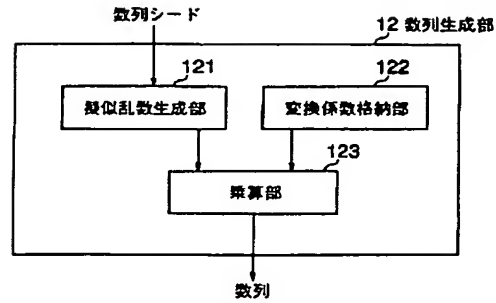 数列シード
12 数列生成部
121
122
擬似乱数生成部
変換係数格納部
123
乗算部
数列